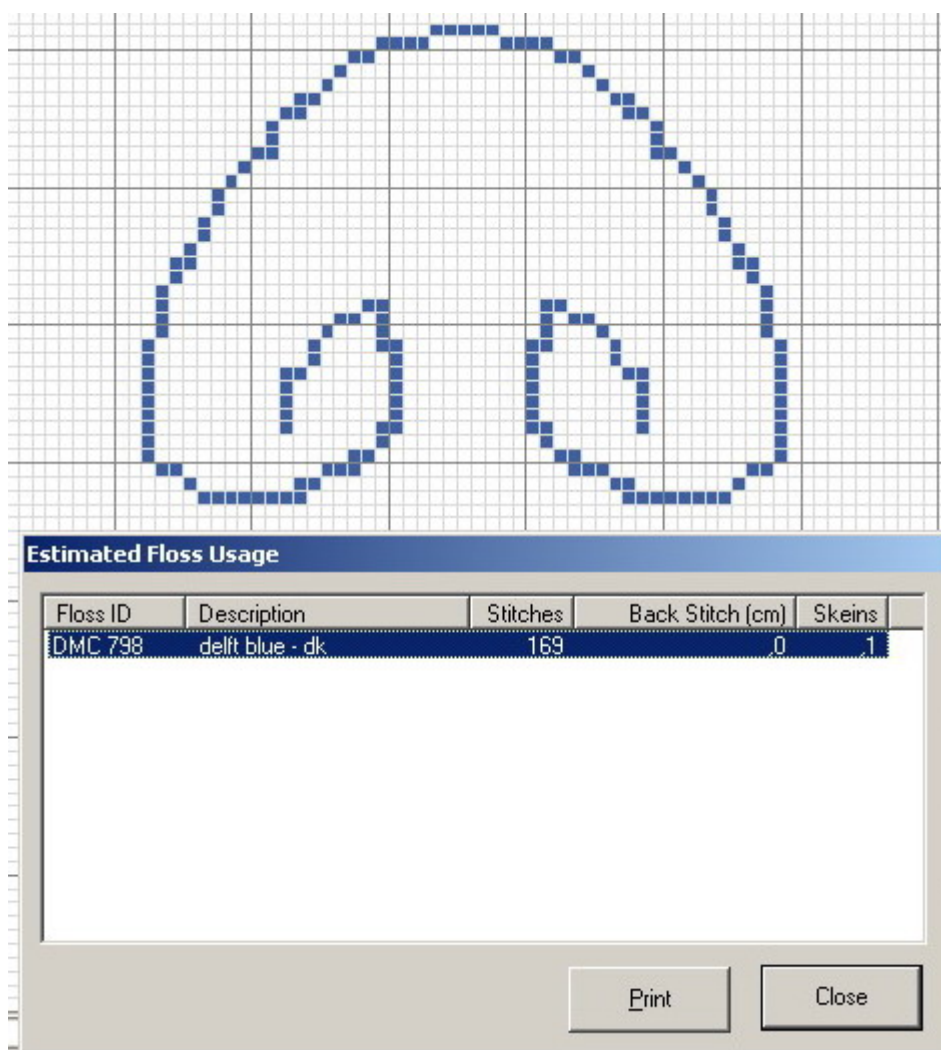 Estimated Floss Usage
Floss ID Description Stitches Back Stitch (cm) Skeins
DMC 798 delft blue - dk 169 ,0 ,1
Print Close